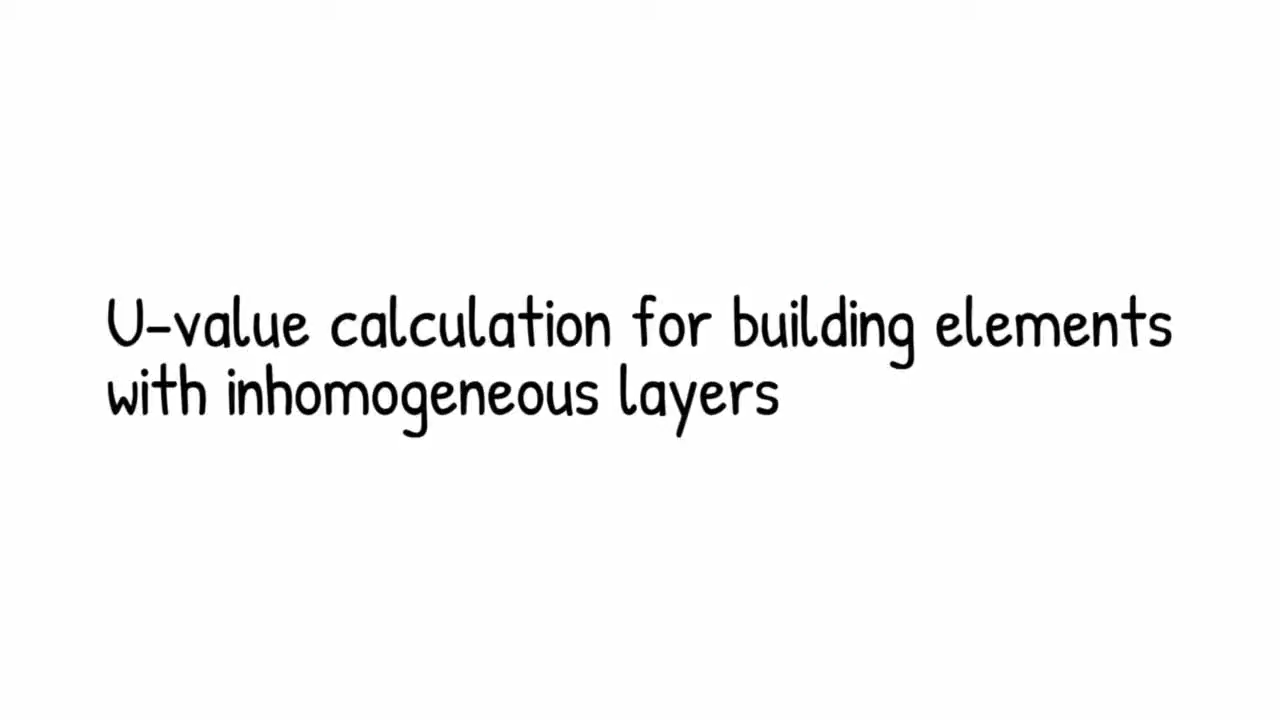 U-value calculation for building elements
with inhomogeneous layers